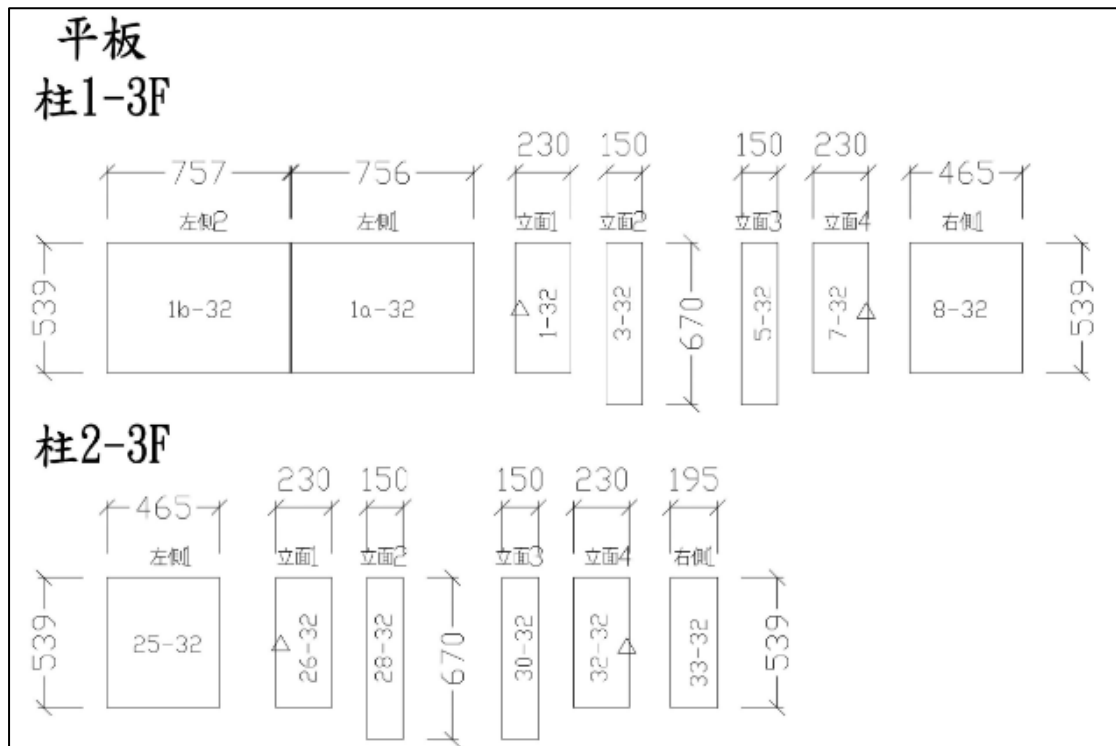 平板
柱1-3F
230 150 150 230
757 756 465
左側2 左側1 立面1 立面2 立面3 立面4 右側1
539 1b-32 1a-32 1-32 3-32 670 5-32 7-32 8-32 539
柱2-3F
230 150 150 230 195
465
左側1 立面1 立面2 立面3 立面4 右側1
539 25-32 26-32 28-32 670 30-32 32-32 33-32 539